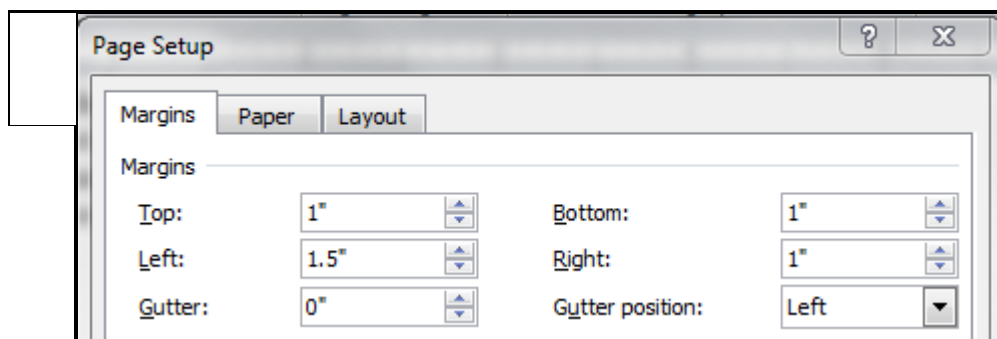 Page Setup
Margins Paper Layout
Margins
Top: 1" Bottom: 1"
Left: 1.5" Right: 1"
Gutter: 0" Gutter position: Left